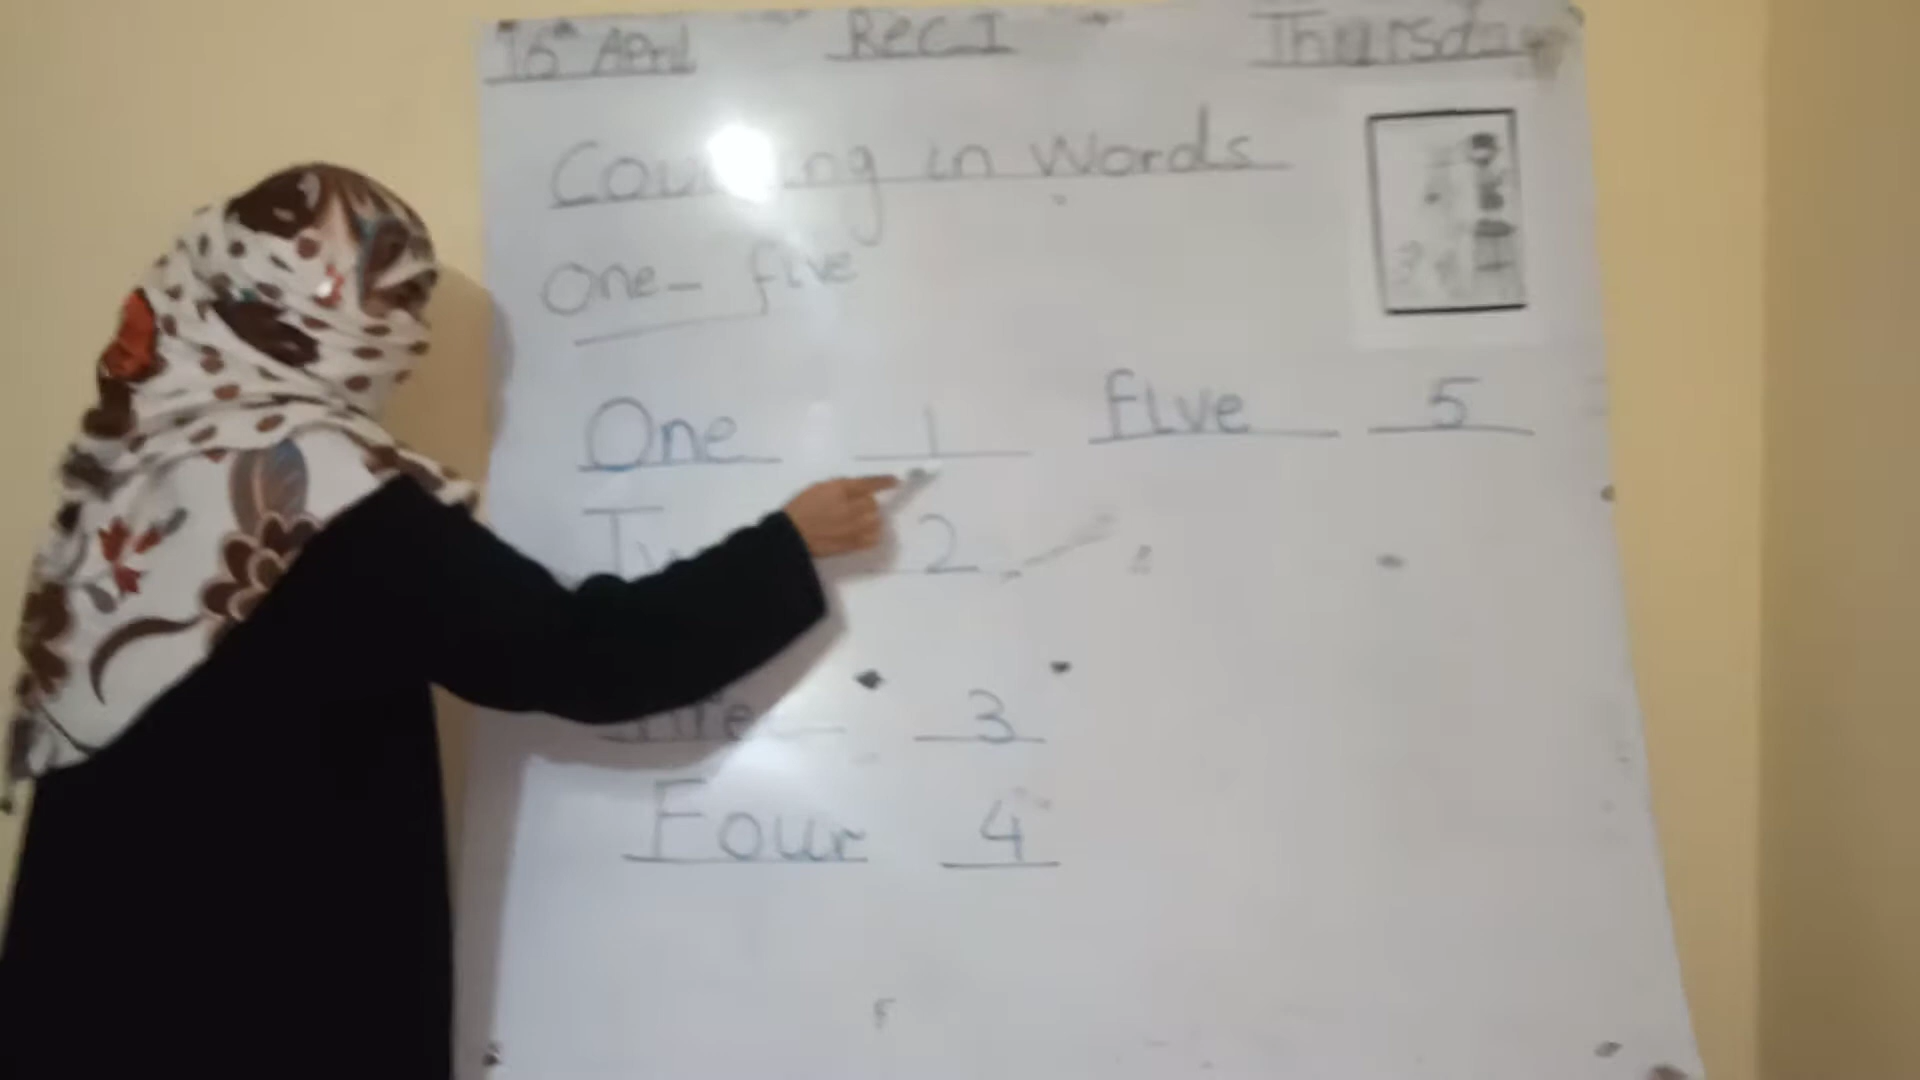 16th April Rec I Thursday
Counting in Words
One - five
One 1 Five 5
2
3
Four 4